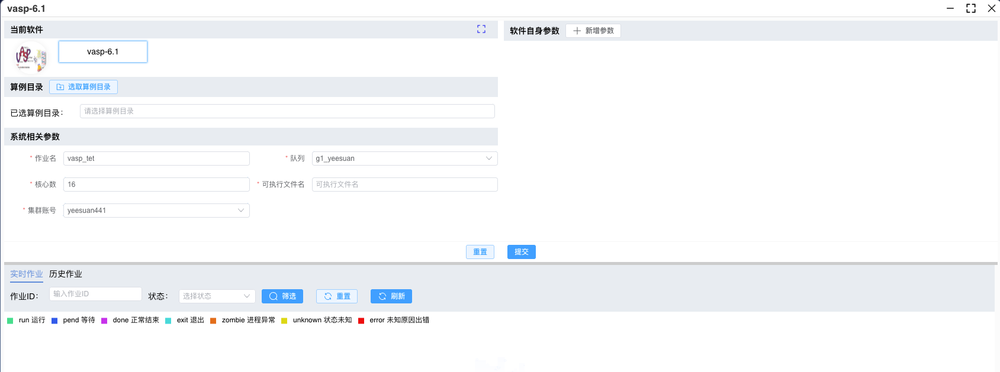 vasp-6.1
当前软件
VASP
vasp-6.1
算例目录 选取算例目录
已选算例目录： 请选择算例目录
系统相关参数
* 作业名 vasp_tet * 队列 g1_yeesuan
* 核心数 16 * 可执行文件名 可执行文件名
* 集群账号 yeesuan441
软件自身参数 新增参数
重置 提交
实时作业 历史作业
作业ID： 输入作业ID 状态： 选择状态 筛选 重置 刷新
run 运行 pend 等待 done 正常结束 exit 退出 zombie 进程异常 unknown 状态未知 error 未知原因出错